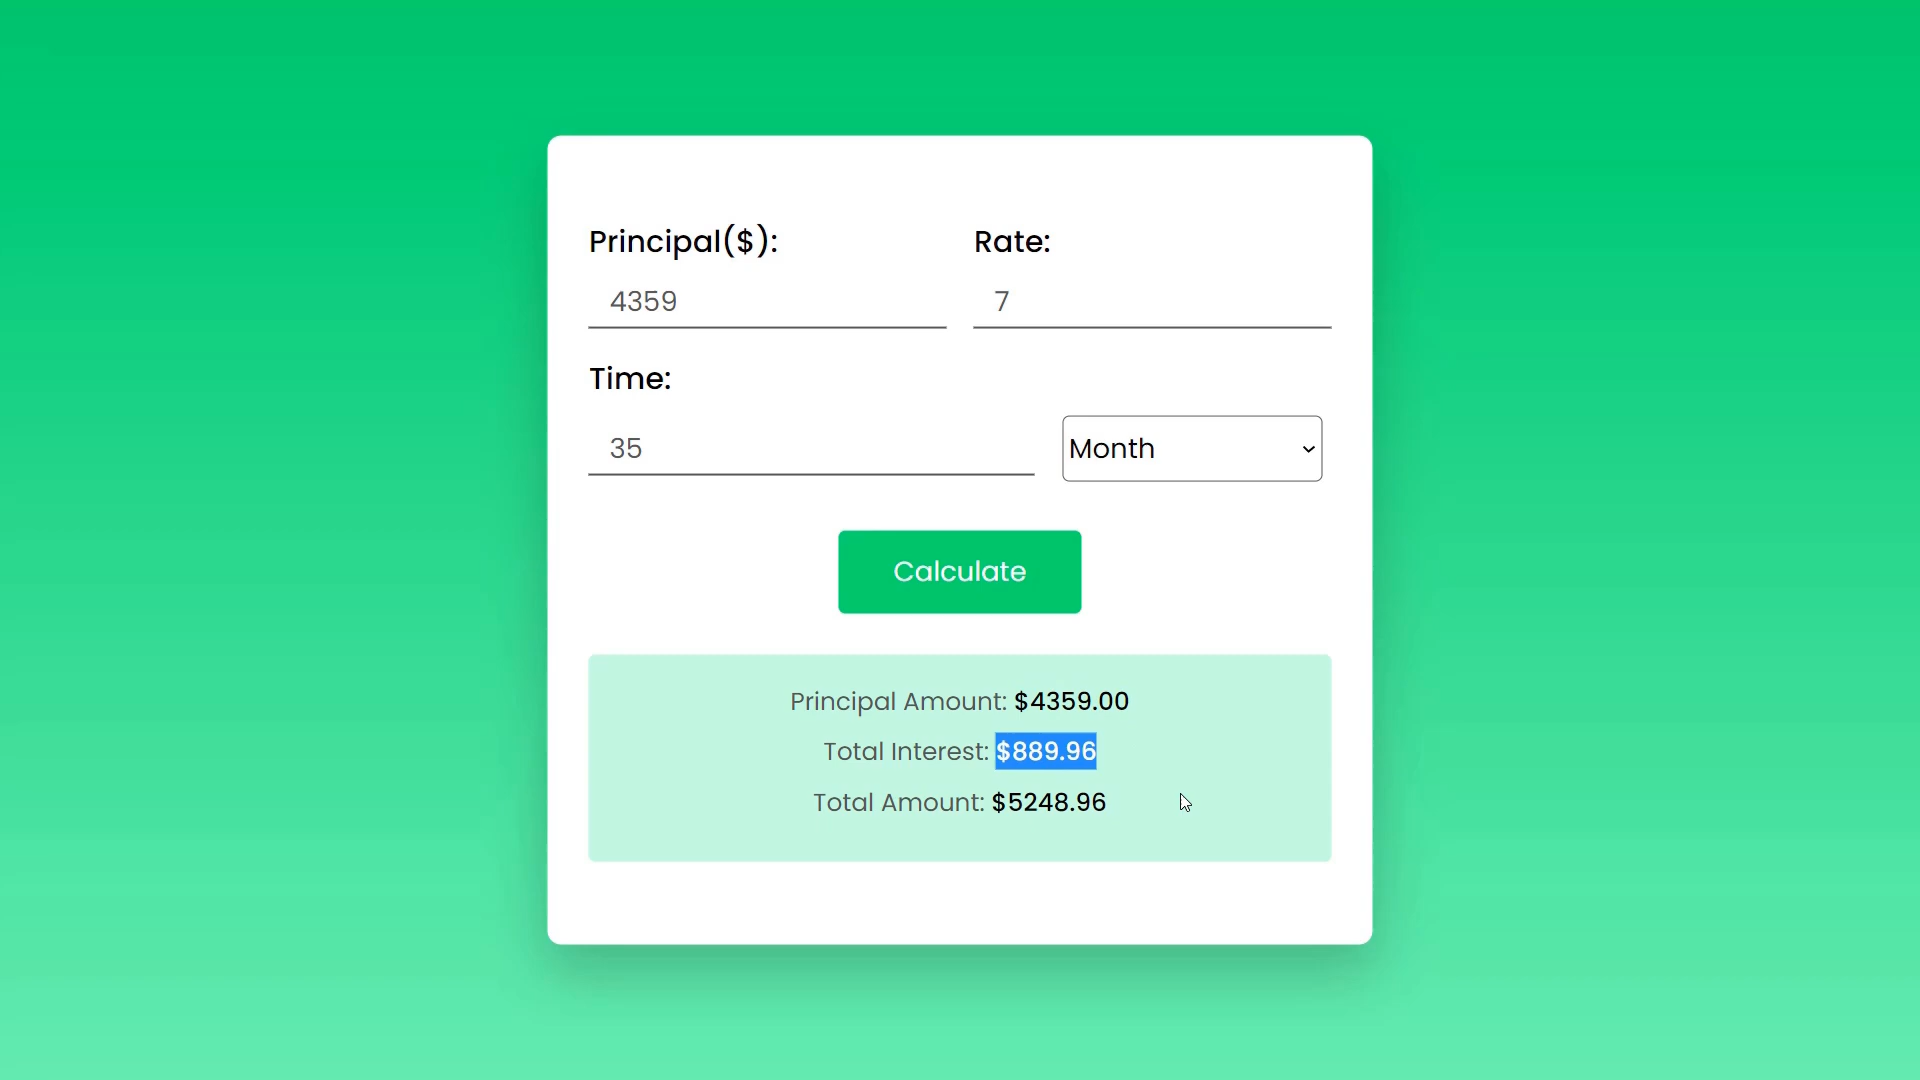 Principal($): Rate:
4359 7
Time:
35 Month
Calculate
Principal Amount: $4359.00
Total Interest: $889.96
Total Amount: $5248.96